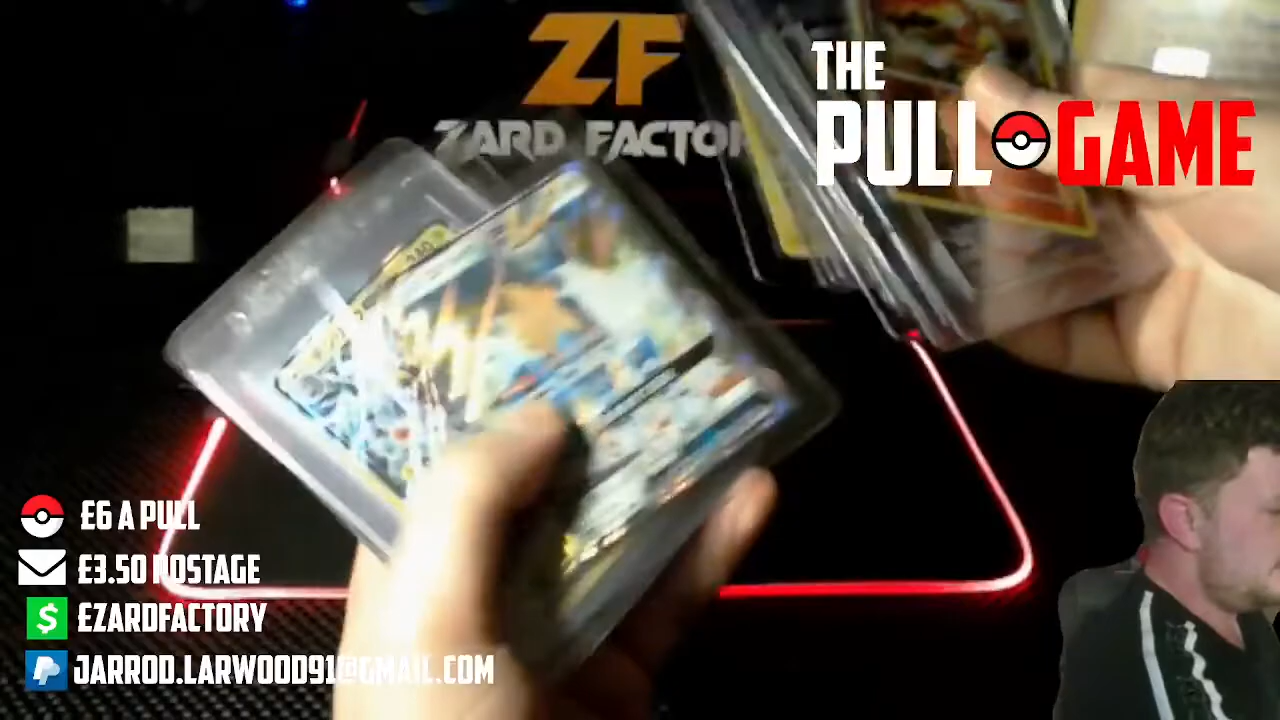 ZF
ZARD FACTOR
THE
PULL GAME
£6 A PULL
£3.50 POSTAGE
£ZARDFACTORY
JARROD.LARWOOD91@GMAIL.COM